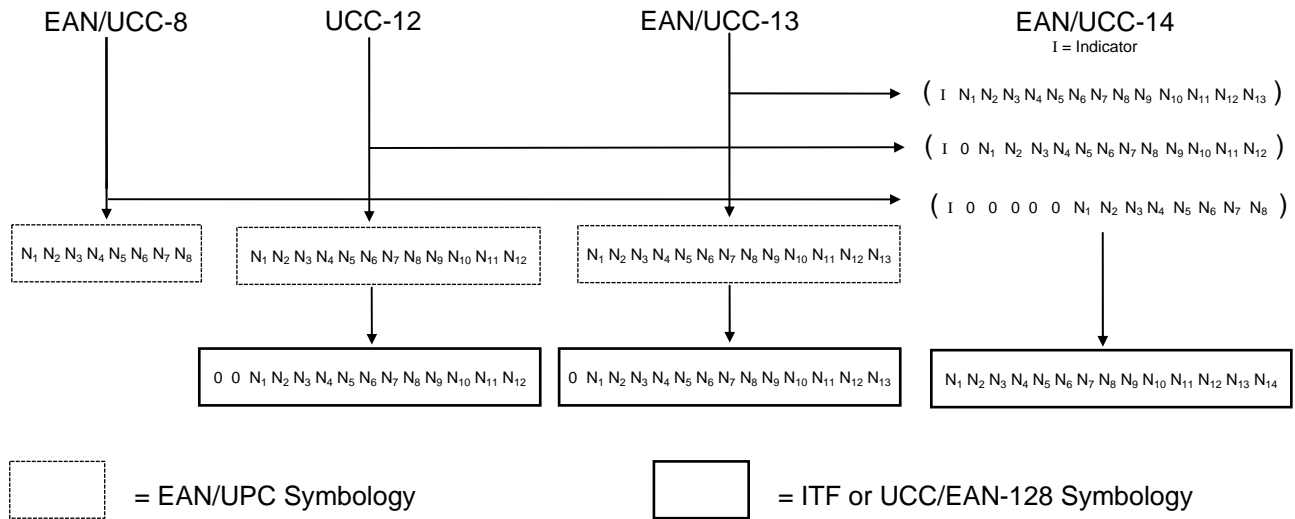 EAN/UCC-8 UCC-12 EAN/UCC-13 EAN/UCC-14
I = Indicator
( I N₁ N₂ N₃ N₄ N₅ N₆ N₇ N₈ N₉ N₁₀ N₁₁ N₁₂ N₁₃ )
( I 0 N₁ N₂ N₃ N₄ N₅ N₆ N₇ N₈ N₉ N₁₀ N₁₁ N₁₂ )
( I 0 0 0 0 0 N₁ N₂ N₃ N₄ N₅ N₆ N₇ N₈ )
N₁ N₂ N₃ N₄ N₅ N₆ N₇ N₈
N₁ N₂ N₃ N₄ N₅ N₆ N₇ N₈ N₉ N₁₀ N₁₁ N₁₂
N₁ N₂ N₃ N₄ N₅ N₆ N₇ N₈ N₉ N₁₀ N₁₁ N₁₂ N₁₃
0 0 N₁ N₂ N₃ N₄ N₅ N₆ N₇ N₈ N₉ N₁₀ N₁₁ N₁₂
0 N₁ N₂ N₃ N₄ N₅ N₆ N₇ N₈ N₉ N₁₀ N₁₁ N₁₂ N₁₃
N₁ N₂ N₃ N₄ N₅ N₆ N₇ N₈ N₉ N₁₀ N₁₁ N₁₂ N₁₃ N₁₄
= EAN/UPC Symbology
= ITF or UCC/EAN-128 Symbology